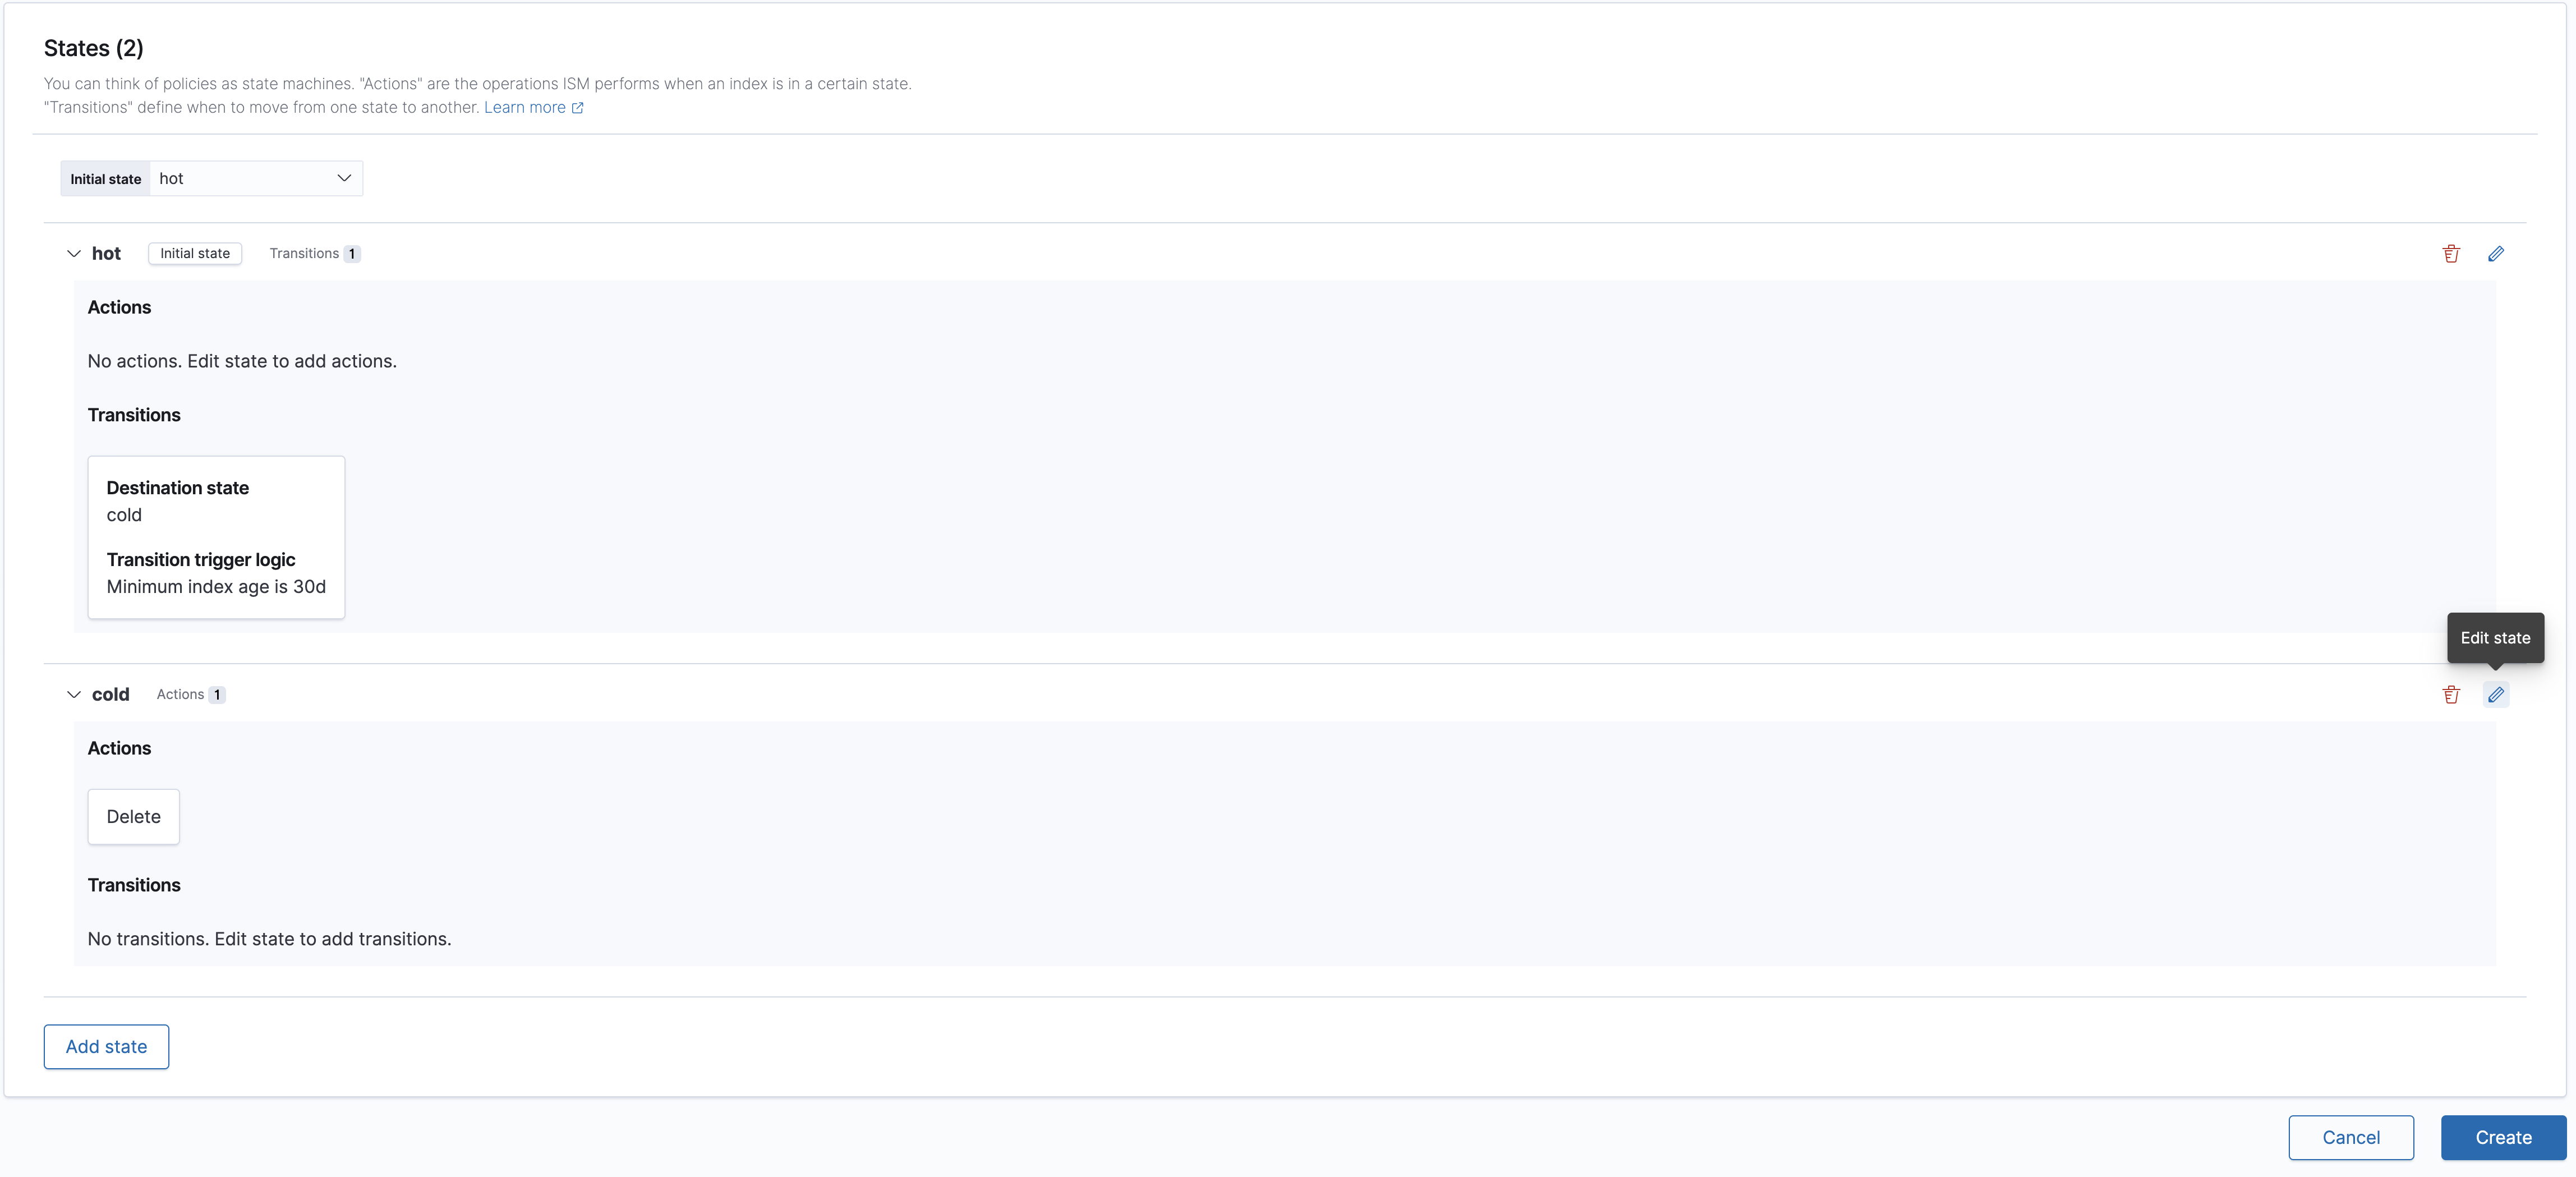 States (2)
You can think of policies as state machines. "Actions" are the operations ISM performs when an index is in a certain state.
"Transitions" define when to move from one state to another. Learn more
Initial state hot
hot Initial state Transitions 1
Actions
No actions. Edit state to add actions.
Transitions
Destination state
cold
Transition trigger logic
Minimum index age is 30d
Edit state
cold Actions 1
Actions
Delete
Transitions
No transitions. Edit state to add transitions.
Add state
Cancel Create